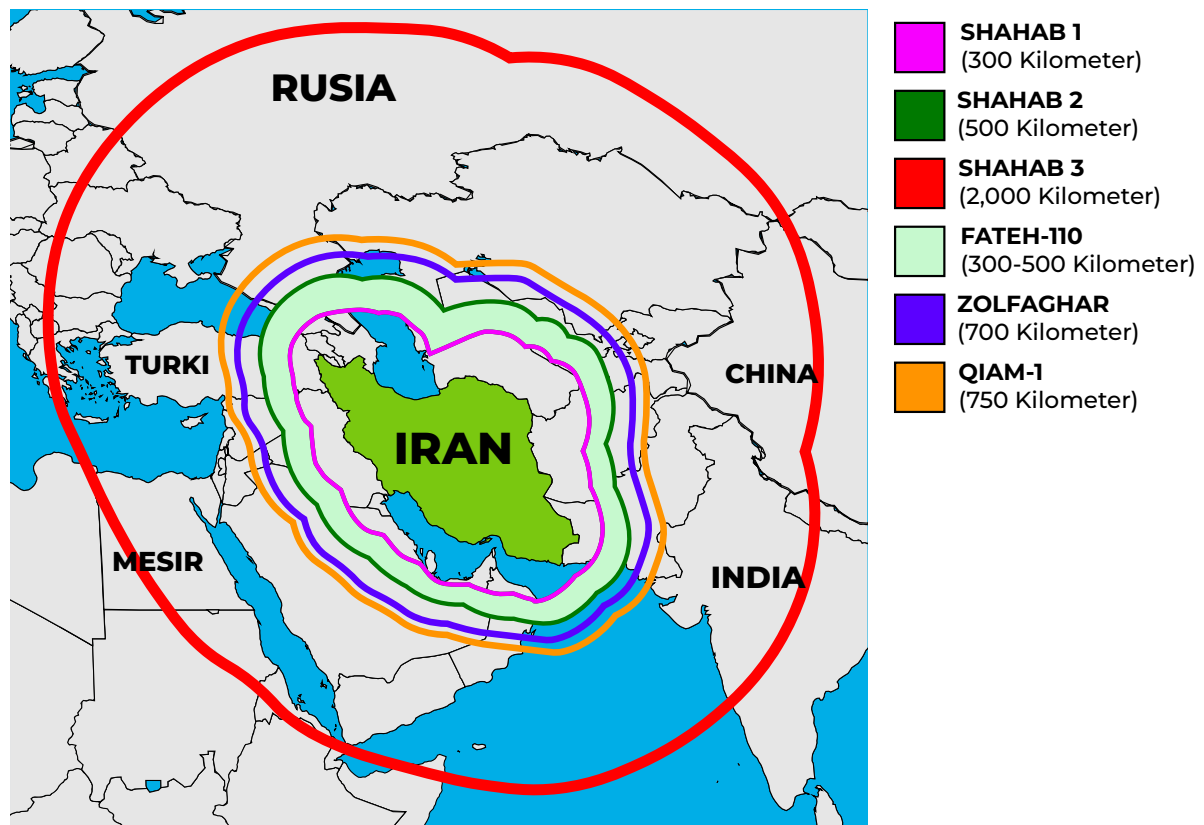 RUSIA
TURKI
CHINA
IRAN
MESIR
INDIA
SHAHAB 1
(300 Kilometer)
SHAHAB 2
(500 Kilometer)
SHAHAB 3
(2,000 Kilometer)
FATEH-110
(300-500 Kilometer)
ZOLFAGHAR
(700 Kilometer)
QIAM-1
(750 Kilometer)